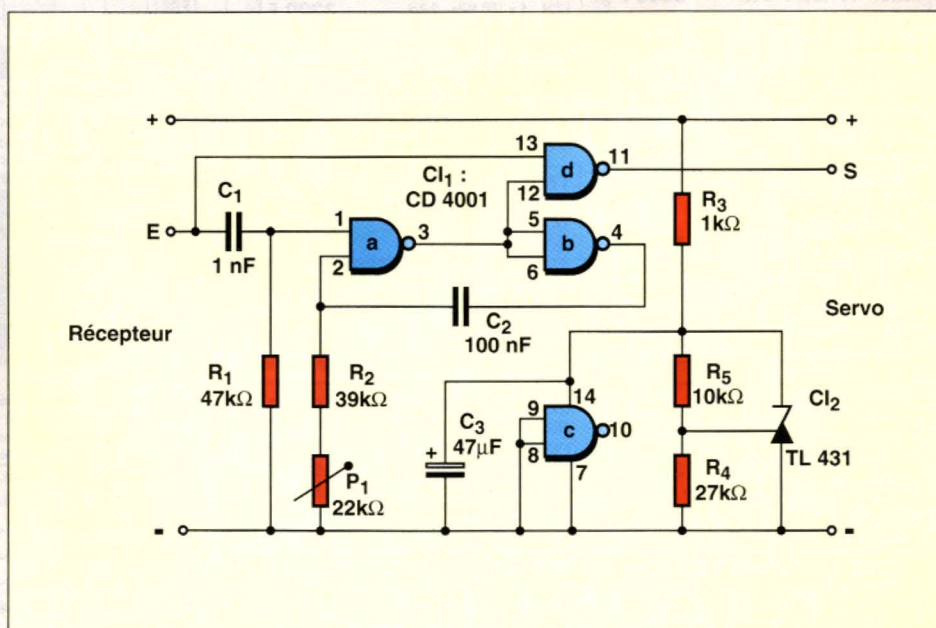 +
+
13
11
d
S
C1
CI1 :
CD 4001
12
R3
1kΩ
E
1
5
4
a
3
b
1 nF
2
6
C2
100 nF
Récepteur
Servo
R1
47kΩ
R2
39kΩ
R5
10kΩ
CI2
14
9
C3
c
10
47µF
8
+
TL 431
P1
22kΩ
7
R4
27kΩ
-
-